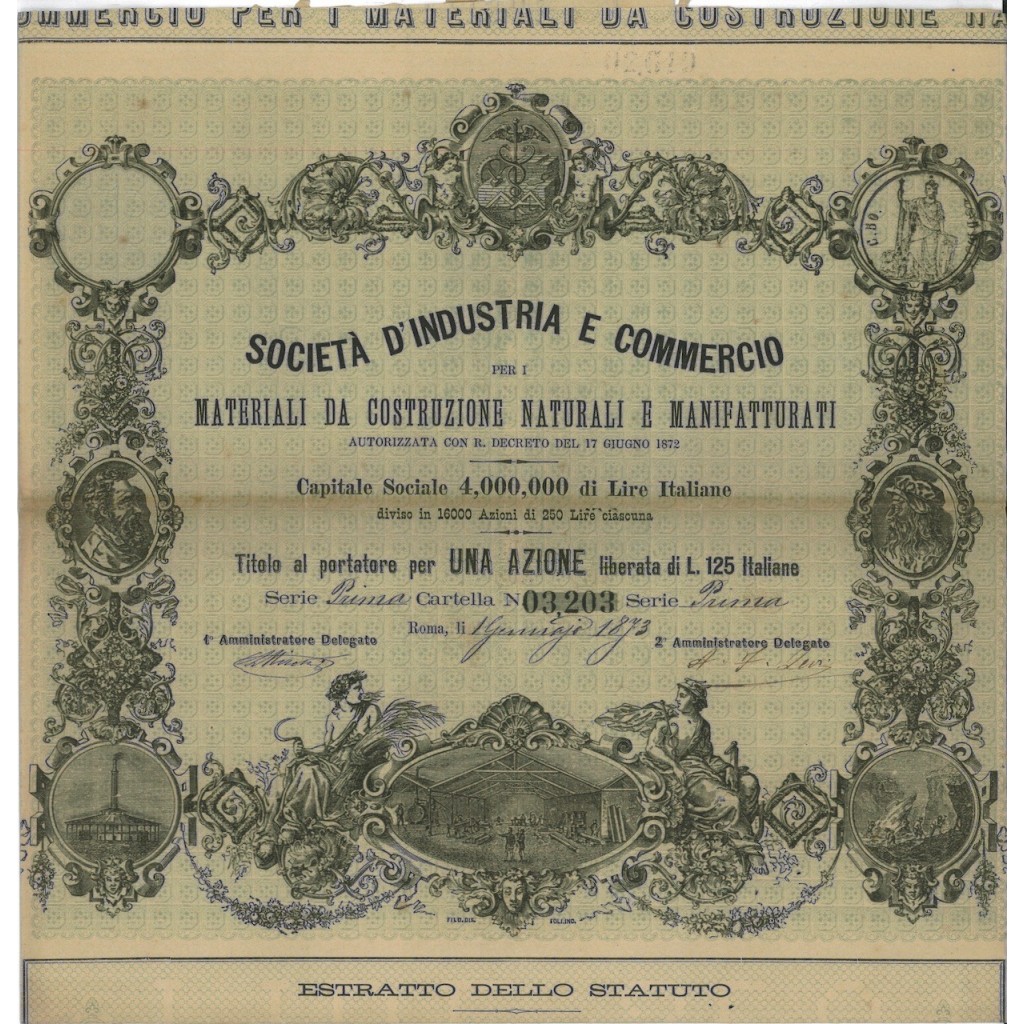 COMMERCIO PER I MATERIALI DA COSTRUZIONE NA
SOCIETÀ D'INDUSTRIA E COMMERCIO
PER I
MATERIALI DA COSTRUZIONE NATURALI E MANIFATTURATI
AUTORIZZATA CON R. DECRETO DEL 17 GIUGNO 1872
Capitale Sociale 4,000,000 di Lire Italiane
diviso in 16000 Azioni di 250 Lire ciascuna
Titolo al portatore per UNA AZIONE liberata di L. 125 Italiane
Serie Prima Cartella N 03,203 Serie Prima
Roma, li 1 Gennajo 1873
1º Amministratore Delegato
2º Amministratore Delegato
A. J. Levi
ESTRATTO DELLO STATUTO